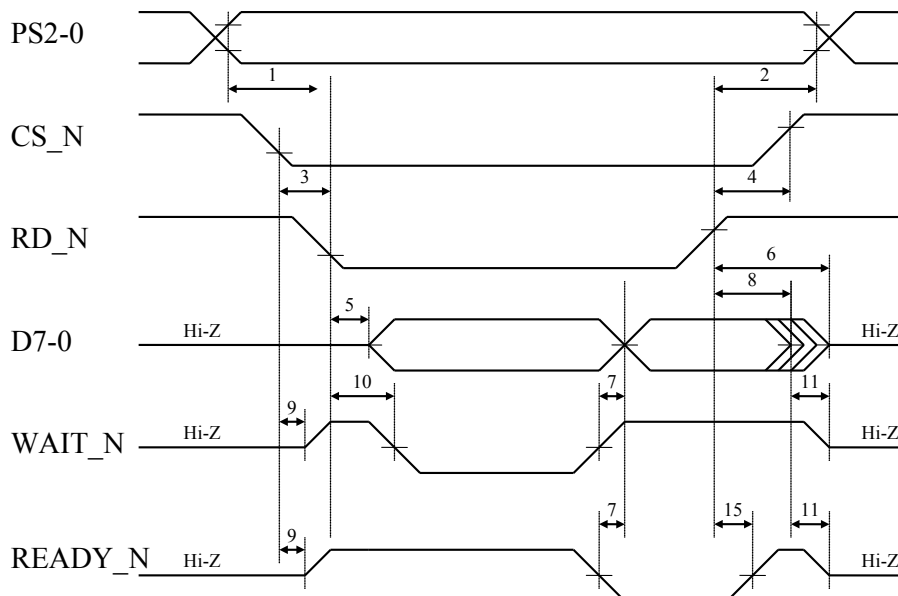 PS2-0
1 2
CS_N
3 4
RD_N
6
8
5
D7-0 Hi-Z Hi-Z
10 7 11
9
WAIT_N Hi-Z Hi-Z
7 15 11
9
READY_N Hi-Z Hi-Z